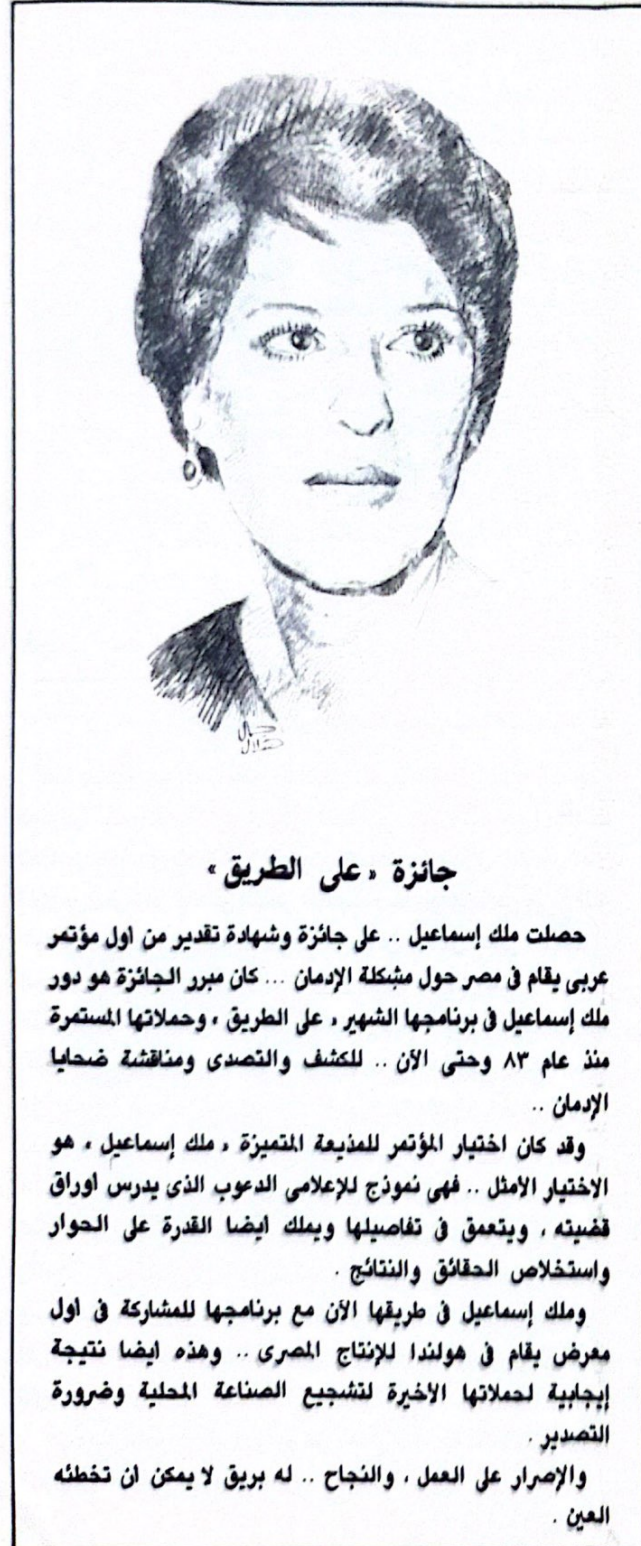 جائزة « على الطريق »
حصلت ملك إسماعيل .. على جائزة وشهادة تقدير من اول مؤتمر
عربى يقام فى مصر حول مشكلة الإدمان ... كان مبرر الجائزة هو دور
ملك إسماعيل فى برنامجها الشهير « على الطريق » وحملاتها المستمرة
منذ عام ٨٣ وحتى الآن .. للكشف والتصدى ومناقشة ضحايا
الإدمان ..
وقد كان اختيار المؤتمر للمذيعة المتميزة « ملك إسماعيل » هو
الاختيار الأمثل .. فهى نموذج للإعلامى الدعوب الذى يدرس اوراق
قضيته ، ويتعمق فى تفاصيلها ويملك ايضا القدرة على الحوار
واستخلاص الحقائق والنتائج .
وملك إسماعيل فى طريقها الآن مع برنامجها للمشاركة فى اول
معرض يقام فى هولندا للإنتاج المصرى .. وهذه ايضا نتيجة
إيجابية لحملاتها الاخيرة لتشجيع الصناعة المحلية وضرورة
التصدير .
والإصرار على العمل ، والنجاح .. له بريق لا يمكن ان تخطئه
العين .